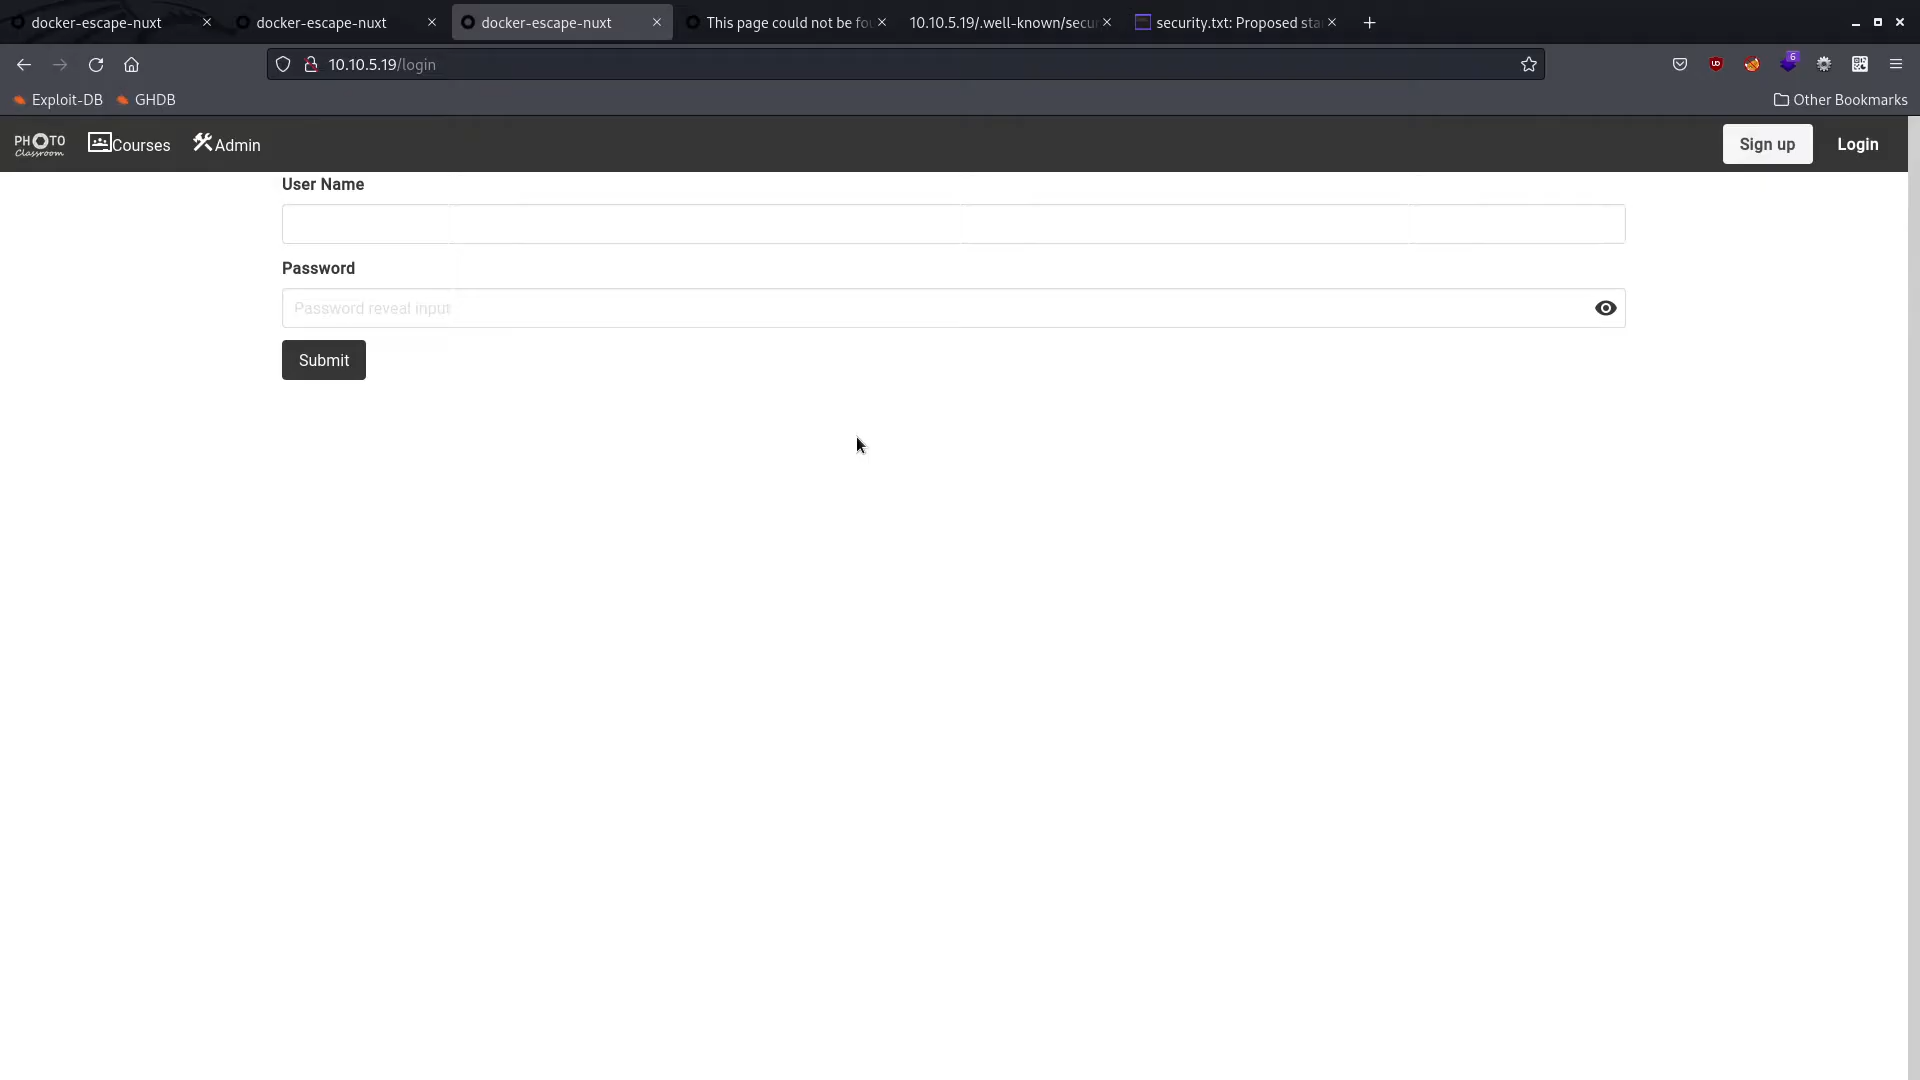 docker-escape-nuxt
docker-escape-nuxt
docker-escape-nuxt
This page could not be fo
10.10.5.19/.well-known/secu
security.txt: Proposed sta
10.10.5.19/login
6
Exploit-DB
GHDB
Other Bookmarks
PHOTO
Classroom
Courses
Admin
Sign up
Login
User Name
Password
Password reveal input
Submit